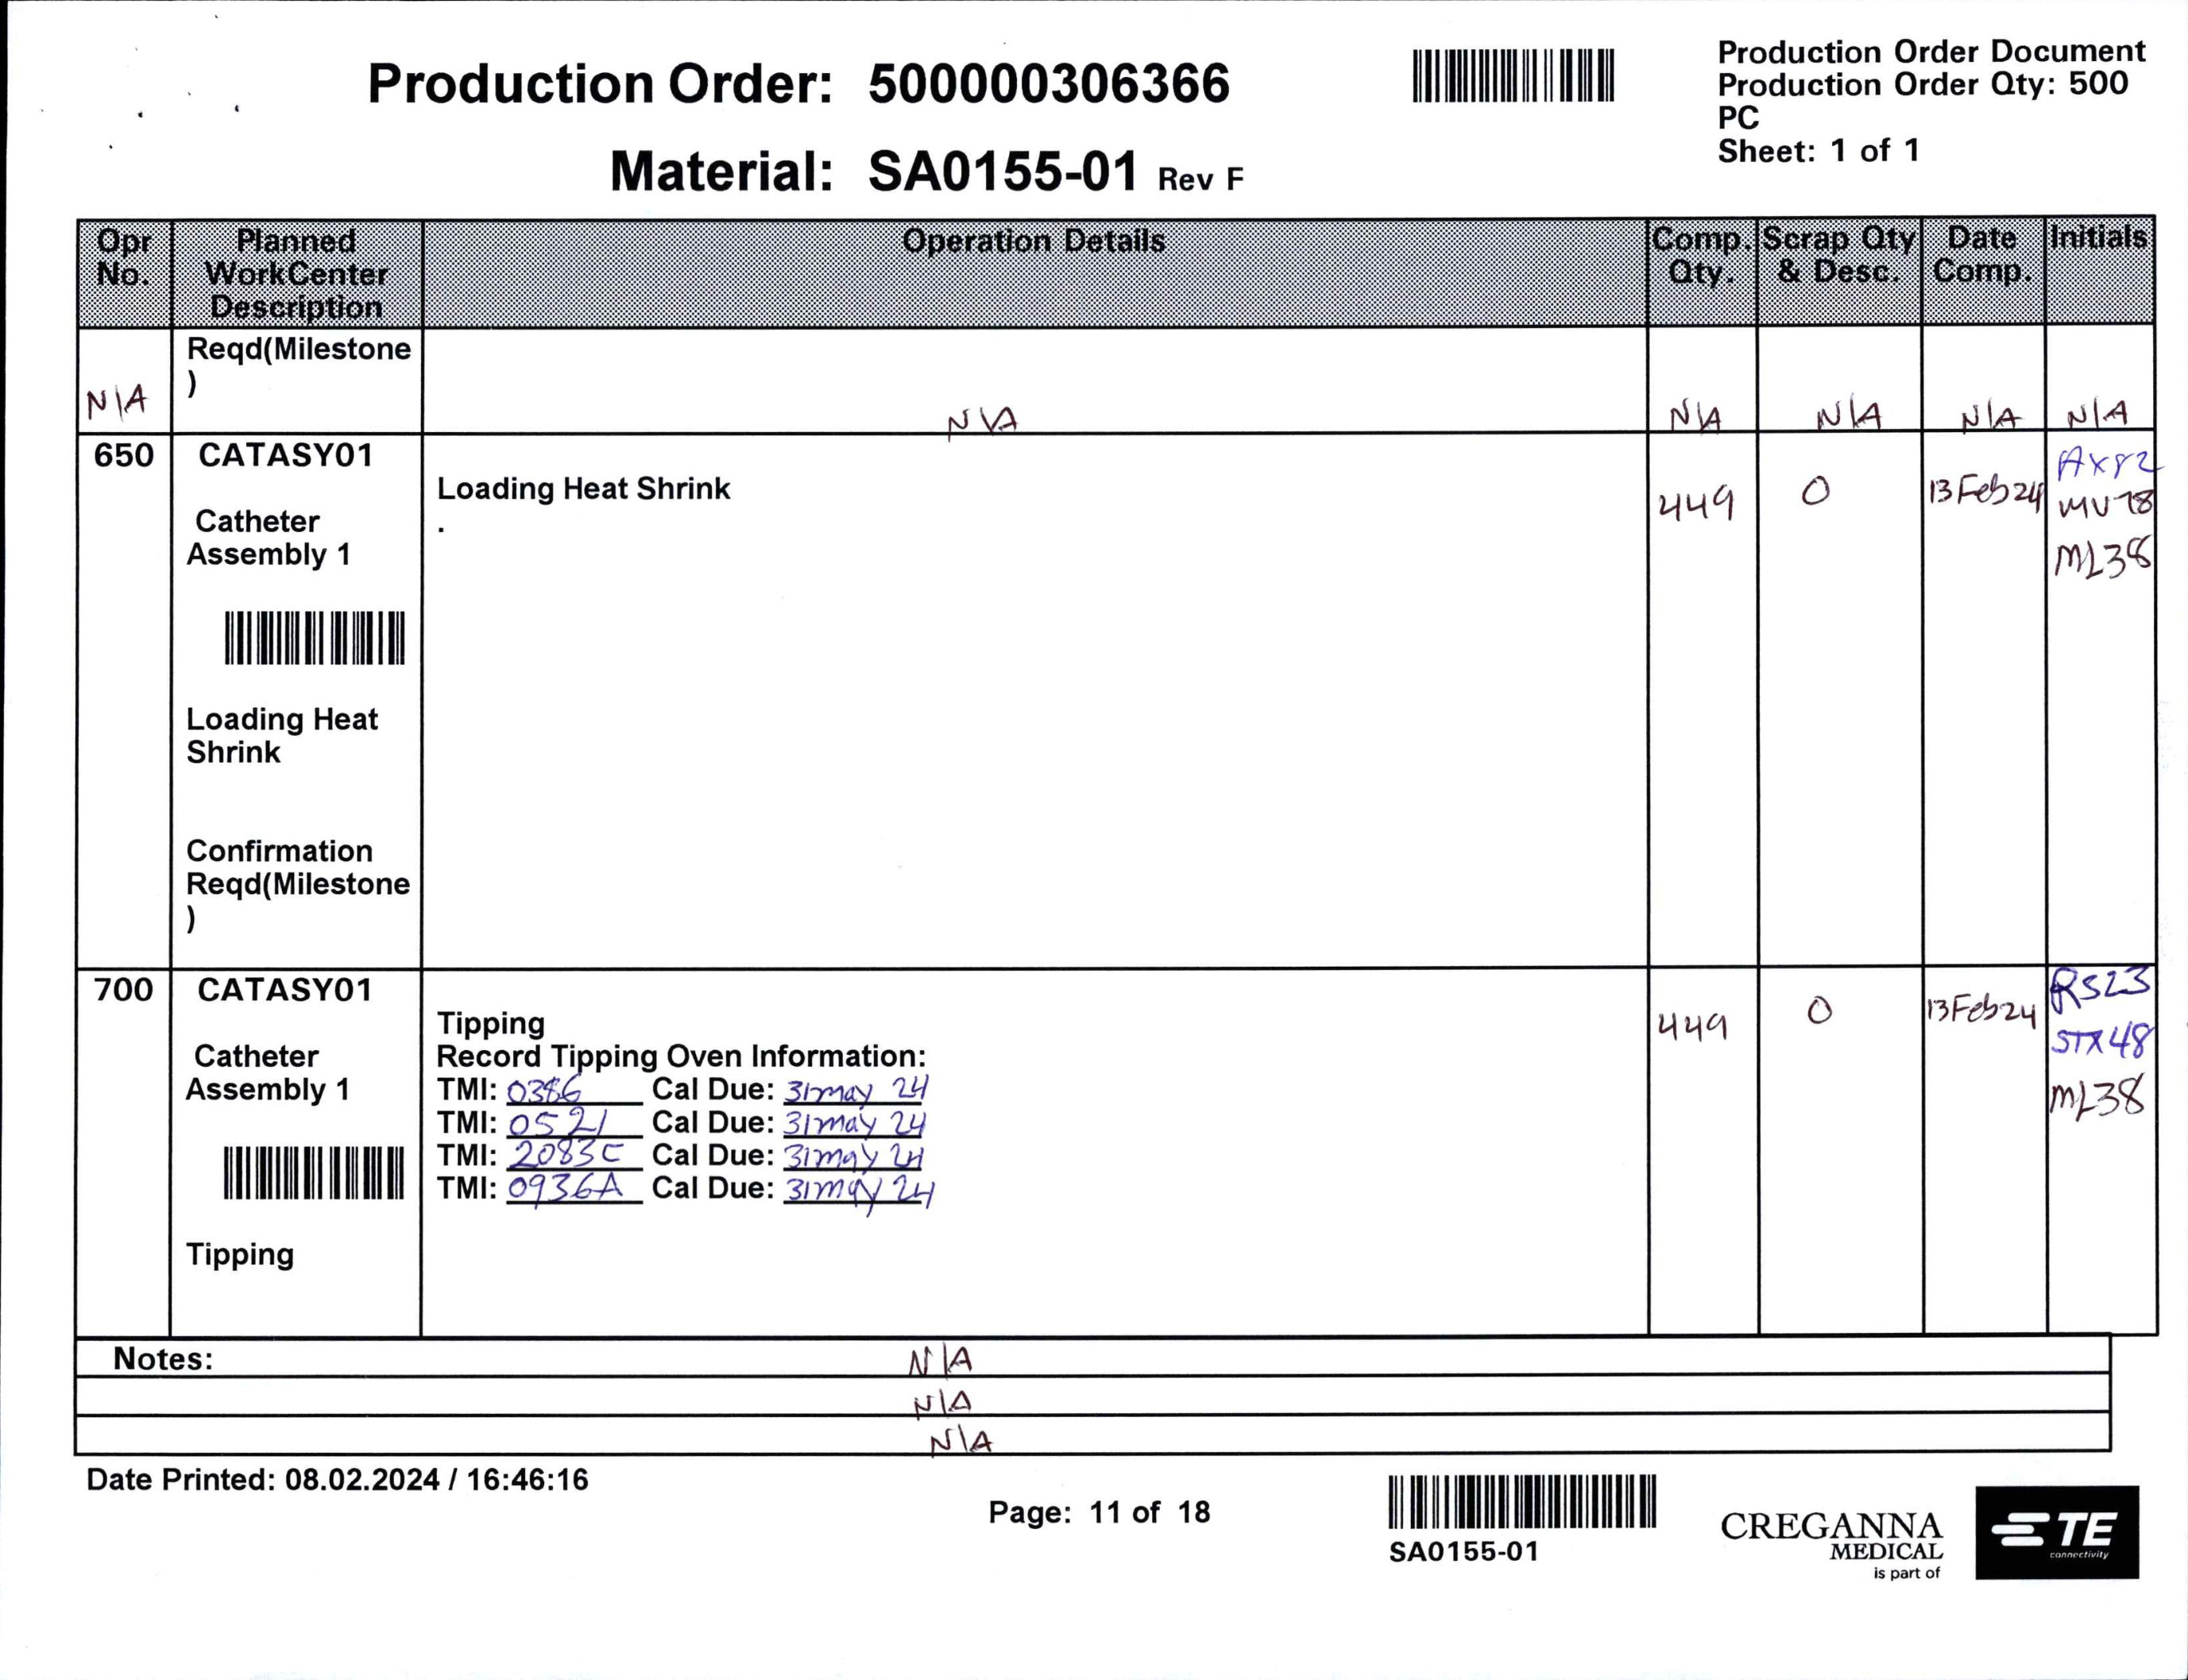 Production Order: 500000306366
Material: SA0155-01 Rev F
Production Order Document
Production Order Qty: 500
PC
Sheet: 1 of 1
Opr No. Planned WorkCenter Description Operation Details Comp. Qty. Scrap Qty & Desc. Date Comp. Initials
Reqd(Milestone
)
N/A N/A N/A N/A N/A N/A
650 CATASY01
Catheter
Assembly 1
Loading Heat
Shrink
Confirmation
Reqd(Milestone
)
Loading Heat Shrink
.
449 0 13Feb24
MV78
ML38
700 CATASY01
Catheter
Assembly 1
Tipping
Tipping
Record Tipping Oven Information:
TMI: Cal Due: 31may 24
TMI: 0521 Cal Due: 31may 24
TMI: 2083C Cal Due: 31may 24
TMI: 0936A Cal Due: 31may 24
449 0 13Feb24
RS23
STX48
ML38
Notes: N/A
N/A
N/A
Date Printed: 08.02.2024 / 16:46:16
Page: 11 of 18
SA0155-01
CREGANNA
MEDICAL
is part of
TE
connectivity